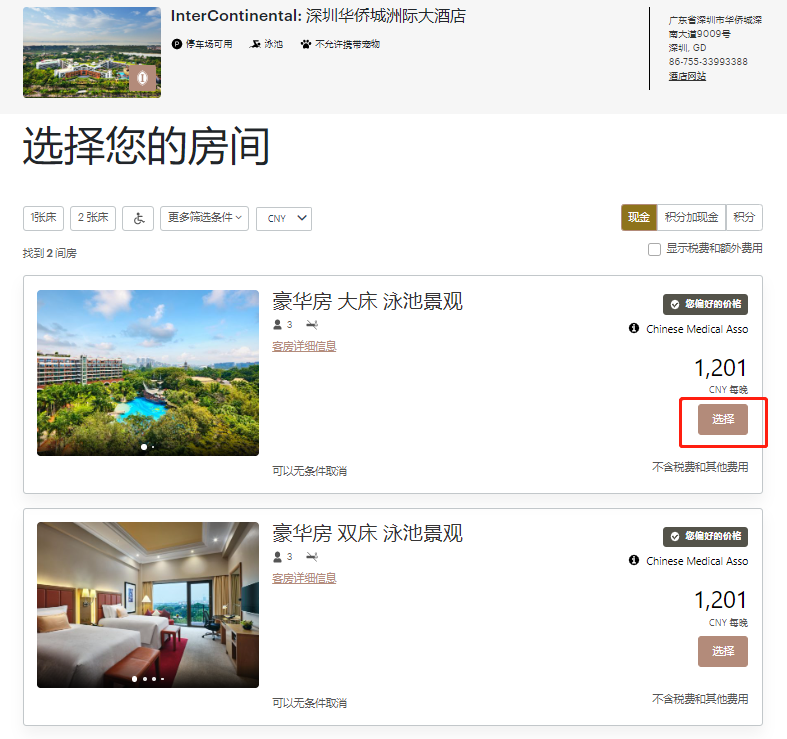 InterContinental: 深圳华侨城洲际大酒店
停车场可用 泳池 不允许携带宠物
广东省深圳市华侨城深
南大道9009号
深圳, GD
86-755-33993388
酒店网站
选择您的房间
1张床 2 张床 更多筛选条件 CNY
现金 积分加现金 积分
找到 2 间房
显示税费和额外费用
豪华房 大床 泳池景观
3
客房详细信息
可以无条件取消
您偏好的价格
Chinese Medical Asso
1,201
CNY 每晚
选择
不含税费和其他费用
豪华房 双床 泳池景观
3
客房详细信息
可以无条件取消
您偏好的价格
Chinese Medical Asso
1,201
CNY 每晚
选择
不含税费和其他费用